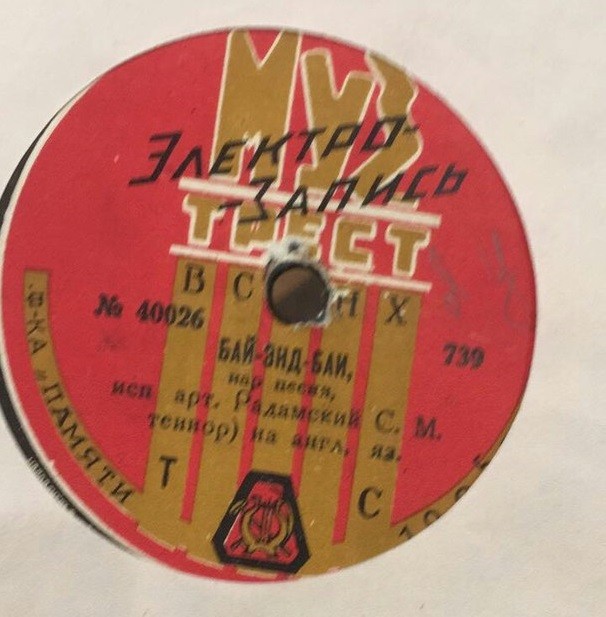 МУЗ
ЭЛЕКТРО-
-ЗАПИСЬ
ТРЕСТ
В С Н Х
№ 40026
739
БАЙ-ЭНД-БАИ,
нар песня,
исп арт. Радамский С. М.
тенор) на англ, яз.
Т С
Ф-КА и ПАМЯТИ